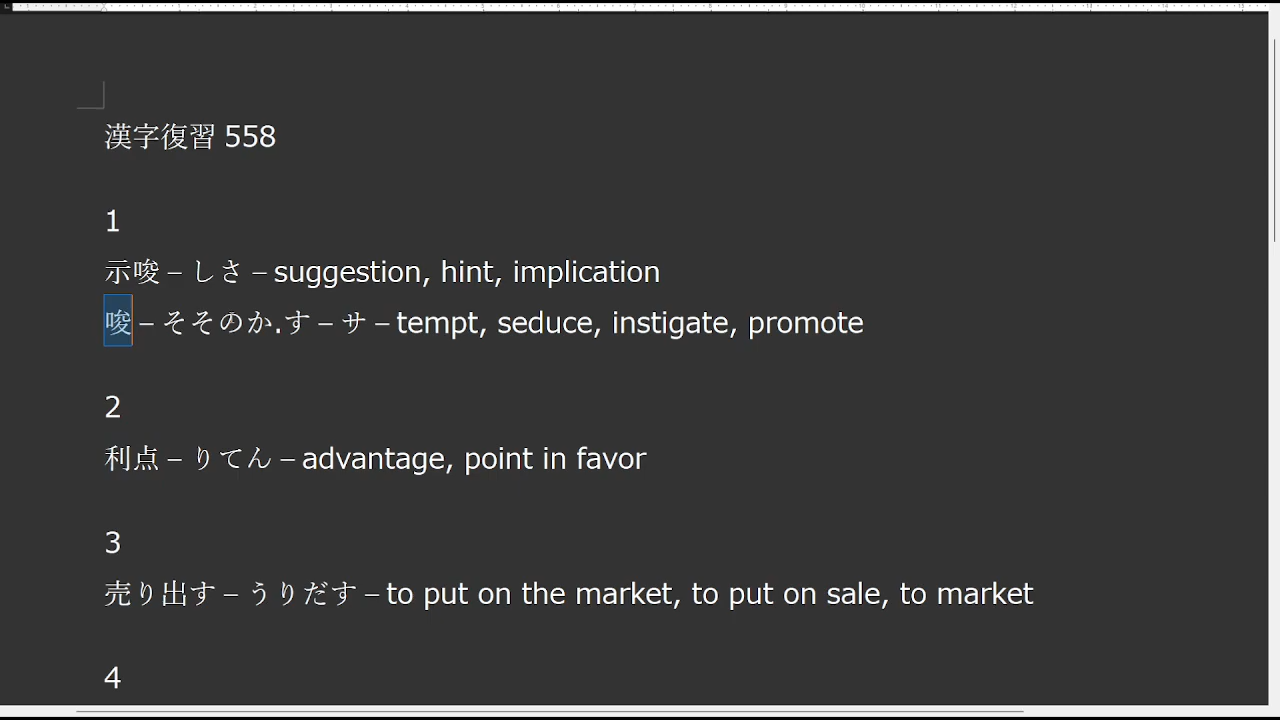 漢字復習 558
1
示唆 – しさ – suggestion, hint, implication
唆 – そそのか.す – サ – tempt, seduce, instigate, promote
2
利点 – りてん – advantage, point in favor
3
売り出す – うりだす – to put on the market, to put on sale, to market
4